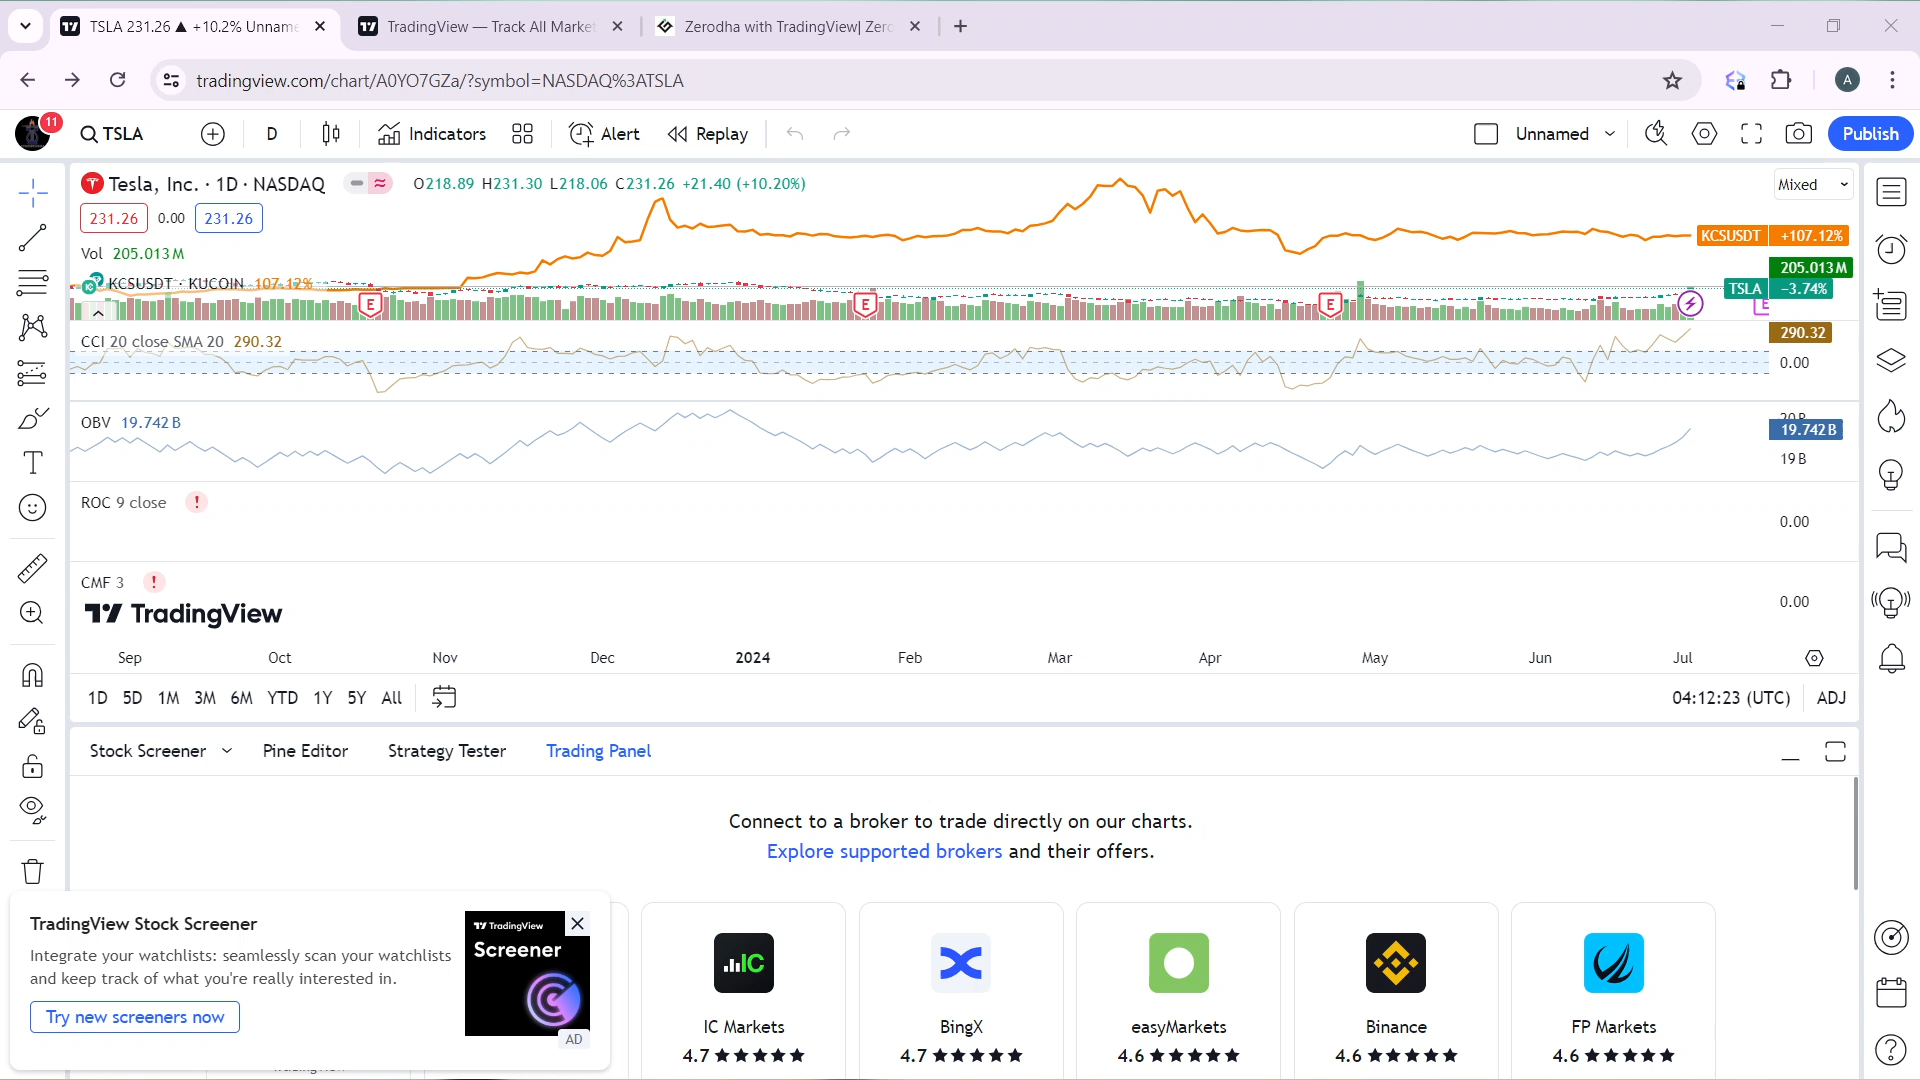 TSLA 231.26 ▲ +10.2% Unname
TradingView — Track All Market
Zerodha with TradingView| Zero
tradingview.com/chart/A0YO7GZa/?symbol=NASDAQ%3ATSLA
A
11
TSLA
D
Indicators
Alert
Replay
Unnamed
Publish
Tesla, Inc. · 1D · NASDAQ
O218.89 H231.30 L218.06 C231.26 +21.40 (+10.20%)
Mixed
231.26
0.00
231.26
KCSUSDT +107.12%
Vol 205.013M
205.013M
KCSUSDT · KUCOIN 107.12%
TSLA −3.74%
E
E
E
E
CCI 20 close SMA 20 290.32
290.32
0.00
OBV 19.742B
20B
19.742B
19B
ROC 9 close !
0.00
CMF 3 !
0.00
TradingView
Sep
Oct
Nov
Dec
2024
Feb
Mar
Apr
May
Jun
Jul
1D 5D 1M 3M 6M YTD 1Y 5Y All
04:12:23 (UTC)
ADJ
Stock Screener
Pine Editor
Strategy Tester
Trading Panel
Connect to a broker to trade directly on our charts.
Explore supported brokers and their offers.
TradingView Stock Screener
Integrate your watchlists: seamlessly scan your watchlists
and keep track of what you're really interested in.
Try new screeners now
TradingView
Screener
AD
IC
IC Markets
4.7 ★★★★★
BingX
4.7 ★★★★★
easyMarkets
4.6 ★★★★★
Binance
4.6 ★★★★★
FP Markets
4.6 ★★★★★